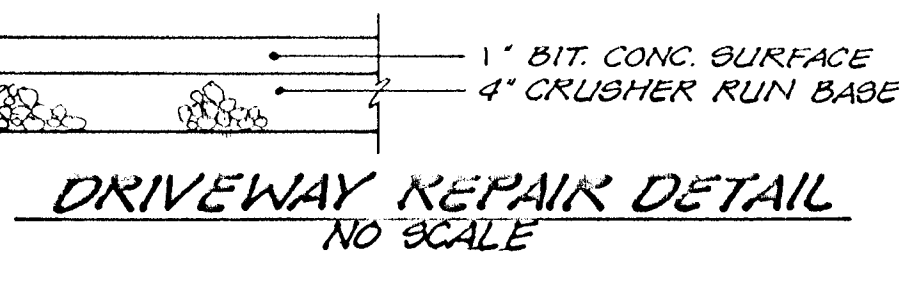 1" BIT. CONC. SURFACE
4" CRUSHER RUN BASE
DRIVEWAY REPAIR DETAIL
NO SCALE